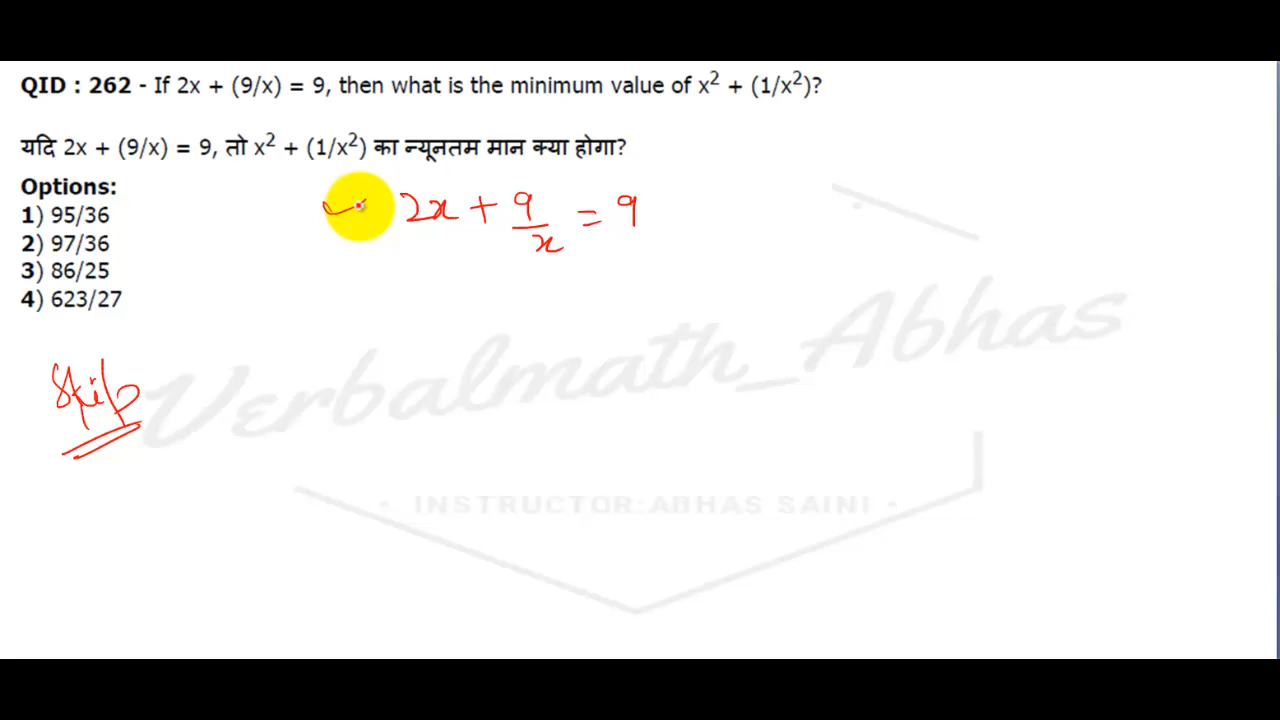 QID : 262 - If 2x + (9/x) = 9, then what is the minimum value of x² + (1/x²)?
यदि 2x + (9/x) = 9, तो x² + (1/x²) का न्यूनतम मान क्या होगा?
Options:
1) 95/36
2) 97/36
3) 86/25
4) 623/27
2x + 9/x = 9
Skip
Verbalmath_Abhas
· INSTRUCTOR:ABHAS SAINI ·